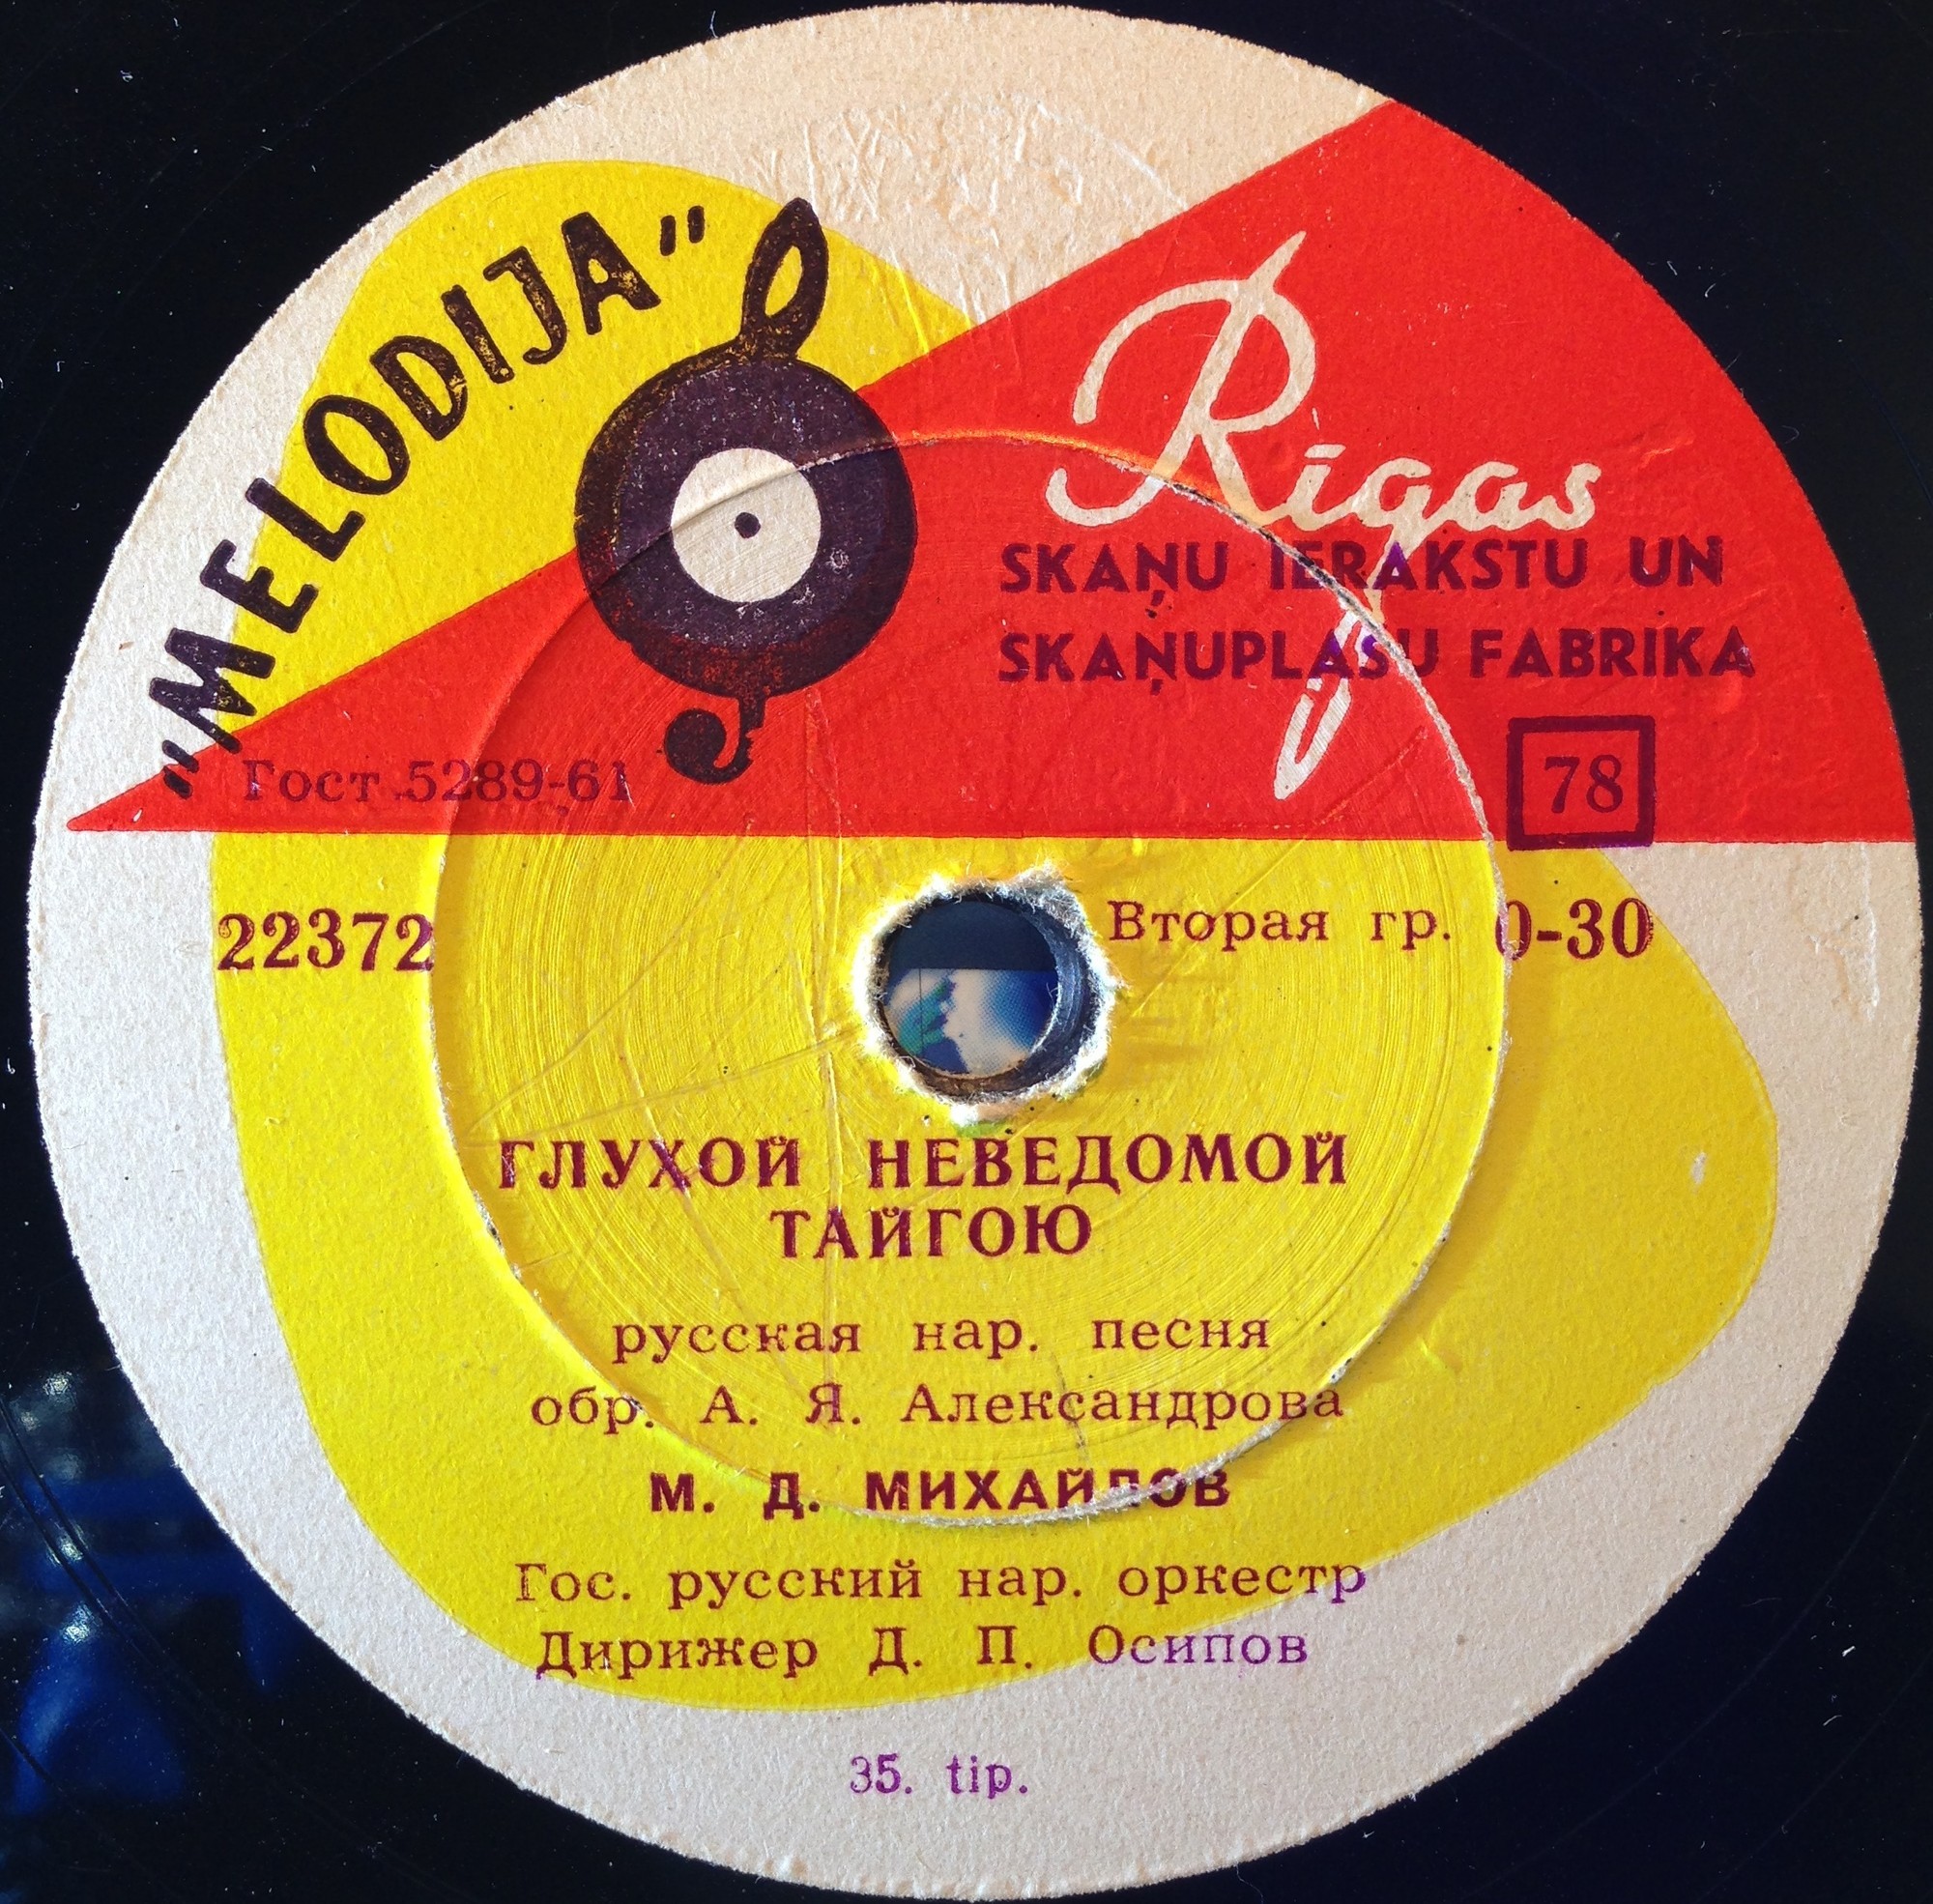 "MELODIJA"
Rigas
SKAŅU IERAKSTU UN
SKAŅUPLAŠU FABRIKA
Гост 5289-61
78
22372
Вторая гр. 0-30
ГЛУХОЙ НЕВЕДОМОЙ
ТАЙГОЮ
русская нар. песня
обр. А. Я. Александрова
М. Д. МИХАЙЛОВ
Гос. русский нар. оркестр
Дирижер Д. П. Осипов
35. tip.